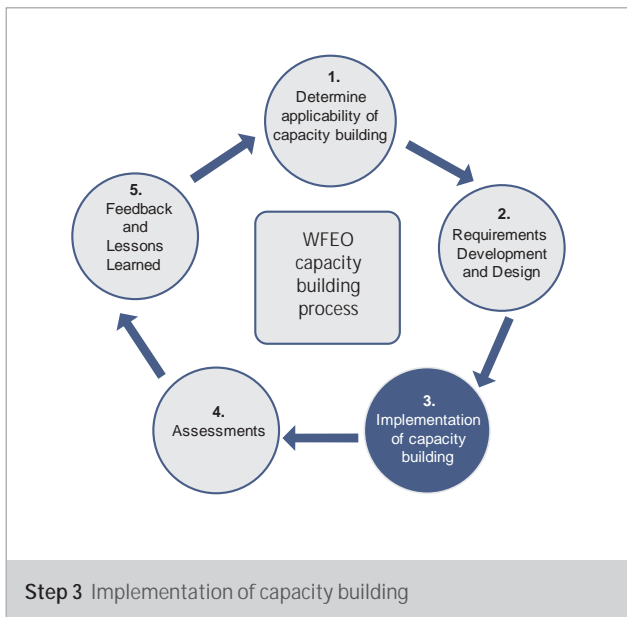 1.
Determine
applicability of
capacity building
2.
Requirements
Development
and Design
3.
Implementation
of capacity
building
4.
Assessments
5.
Feedback
and
Lessons
Learned
WFEO
capacity
building
process
Step 3 Implementation of capacity building